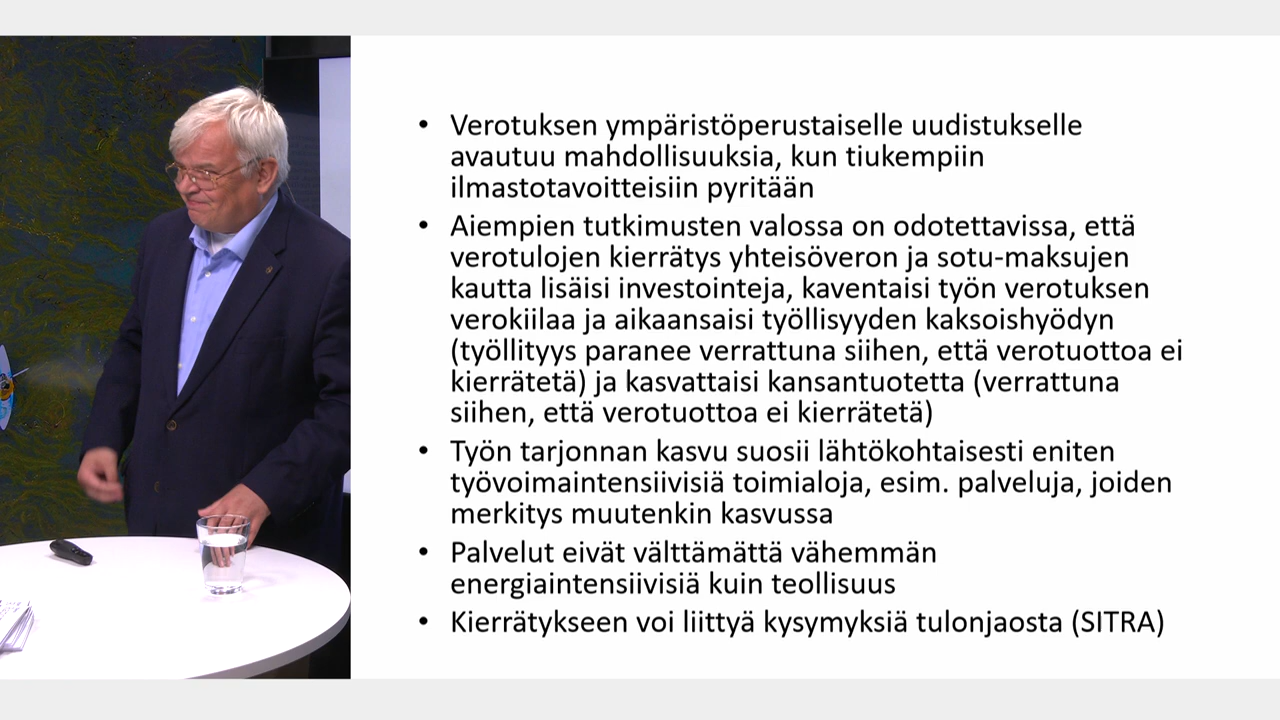 • Verotuksen ympäristöperustaiselle uudistukselle
avautuu mahdollisuuksia, kun tiukempiin
ilmastotavoitteisiin pyritään
• Aiempien tutkimusten valossa on odotettavissa, että
verotulojen kierrätys yhteisöveron ja sotu-maksujen
kautta lisäisi investointeja, kaventaisi työn verotuksen
verokiilaa ja aikaansaisi työllisyyden kaksoishyödyn
(työllityys paranee verrattuna siihen, että verotuottoa ei
kierrätetä) ja kasvattaisi kansantuotetta (verrattuna
siihen, että verotuottoa ei kierrätetä)
• Työn tarjonnan kasvu suosii lähtökohtaisesti eniten
työvoimaintensiivisiä toimialoja, esim. palveluja, joiden
merkitys muutenkin kasvussa
• Palvelut eivät välttämättä vähemmän
energiaintensiivisiä kuin teollisuus
• Kierrätykseen voi liittyä kysymyksiä tulonjaosta (SITRA)